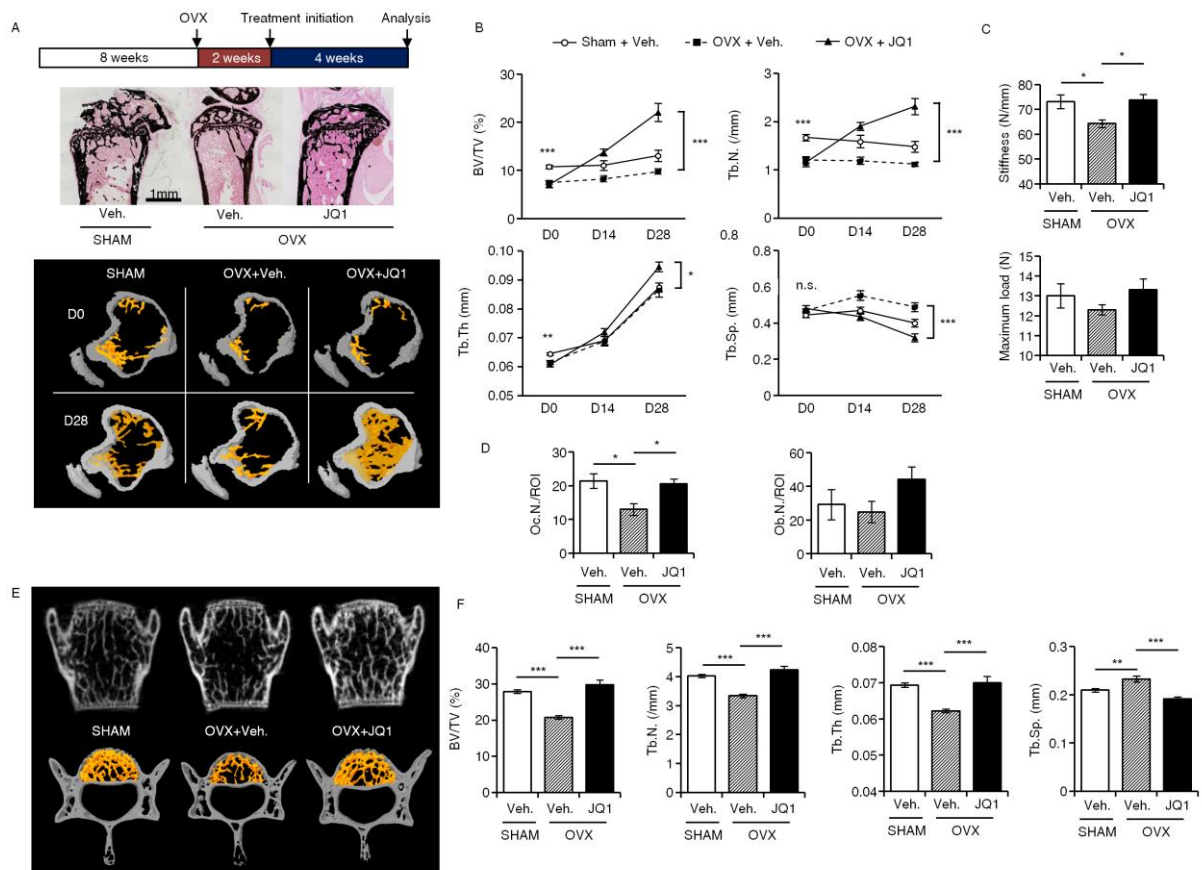 A
OVX Treatment initiation Analysis
8 weeks 2 weeks 4 weeks
1mm
Veh. Veh. JQ1
SHAM OVX
SHAM OVX+Veh. OVX+JQ1
D0
D28
B
Sham + Veh. OVX + Veh. OVX + JQ1
BV/TV (%)
30
20
10
0
***
***
D0 D14 D28
Tb.N. (/mm)
3
2
1
0
***
***
D0 D14 D28
Tb.Th (mm)
0.10
0.09
0.08
0.07
0.06
0.05
**
*
D0 D14 D28
Tb.Sp. (mm)
0.8
0.6
0.4
0.2
0
n.s.
***
D0 D14 D28
C
Stiffness (N/mm)
90
80
70
60
50
40
* *
Veh. Veh. JQ1
SHAM OVX
Maximum load (N)
15
14
13
12
11
10
Veh. Veh. JQ1
SHAM OVX
D
Oc.N./ROI
30
20
10
0
* *
Veh. Veh. JQ1
SHAM OVX
Ob.N./ROI
60
40
20
0
Veh. Veh. JQ1
SHAM OVX
E
SHAM OVX+Veh. OVX+JQ1
F
BV/TV (%)
40
30
20
10
0
*** ***
Veh. Veh. JQ1
SHAM OVX
Tb.N. (/mm)
5
4
3
2
1
0
*** ***
Veh. Veh. JQ1
SHAM OVX
Tb.Th (mm)
0.08
0.07
0.06
0.05
0.04
*** ***
Veh. Veh. JQ1
SHAM OVX
Tb.Sp. (mm)
0.3
0.2
0.1
0
** ***
Veh. Veh. JQ1
SHAM OVX